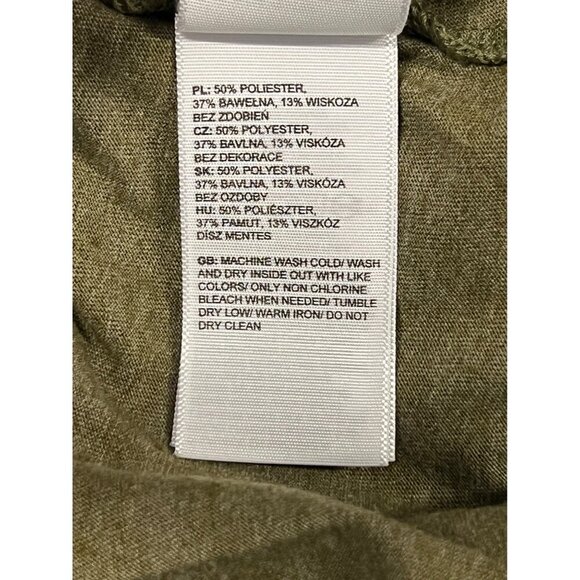 PL: 50% POLIESTER,
37% BAWEŁNA, 13% WISKOZA
BEZ ZDOBIEŃ
CZ: 50% POLYESTER,
37% BAVLNA, 13% VISKÓZA
BEZ DEKORACE
SK: 50% POLYESTER,
37% BAVLNA, 13% VISKÓZA
BEZ OZDOBY
HU: 50% POLIÉSZTER,
37% PAMUT, 13% VISZKÓZ
DÍSZ MENTES
GB: MACHINE WASH COLD/ WASH
AND DRY INSIDE OUT WITH LIKE
COLORS/ ONLY NON CHLORINE
BLEACH WHEN NEEDED/ TUMBLE
DRY LOW/ WARM IRON/ DO NOT
DRY CLEAN